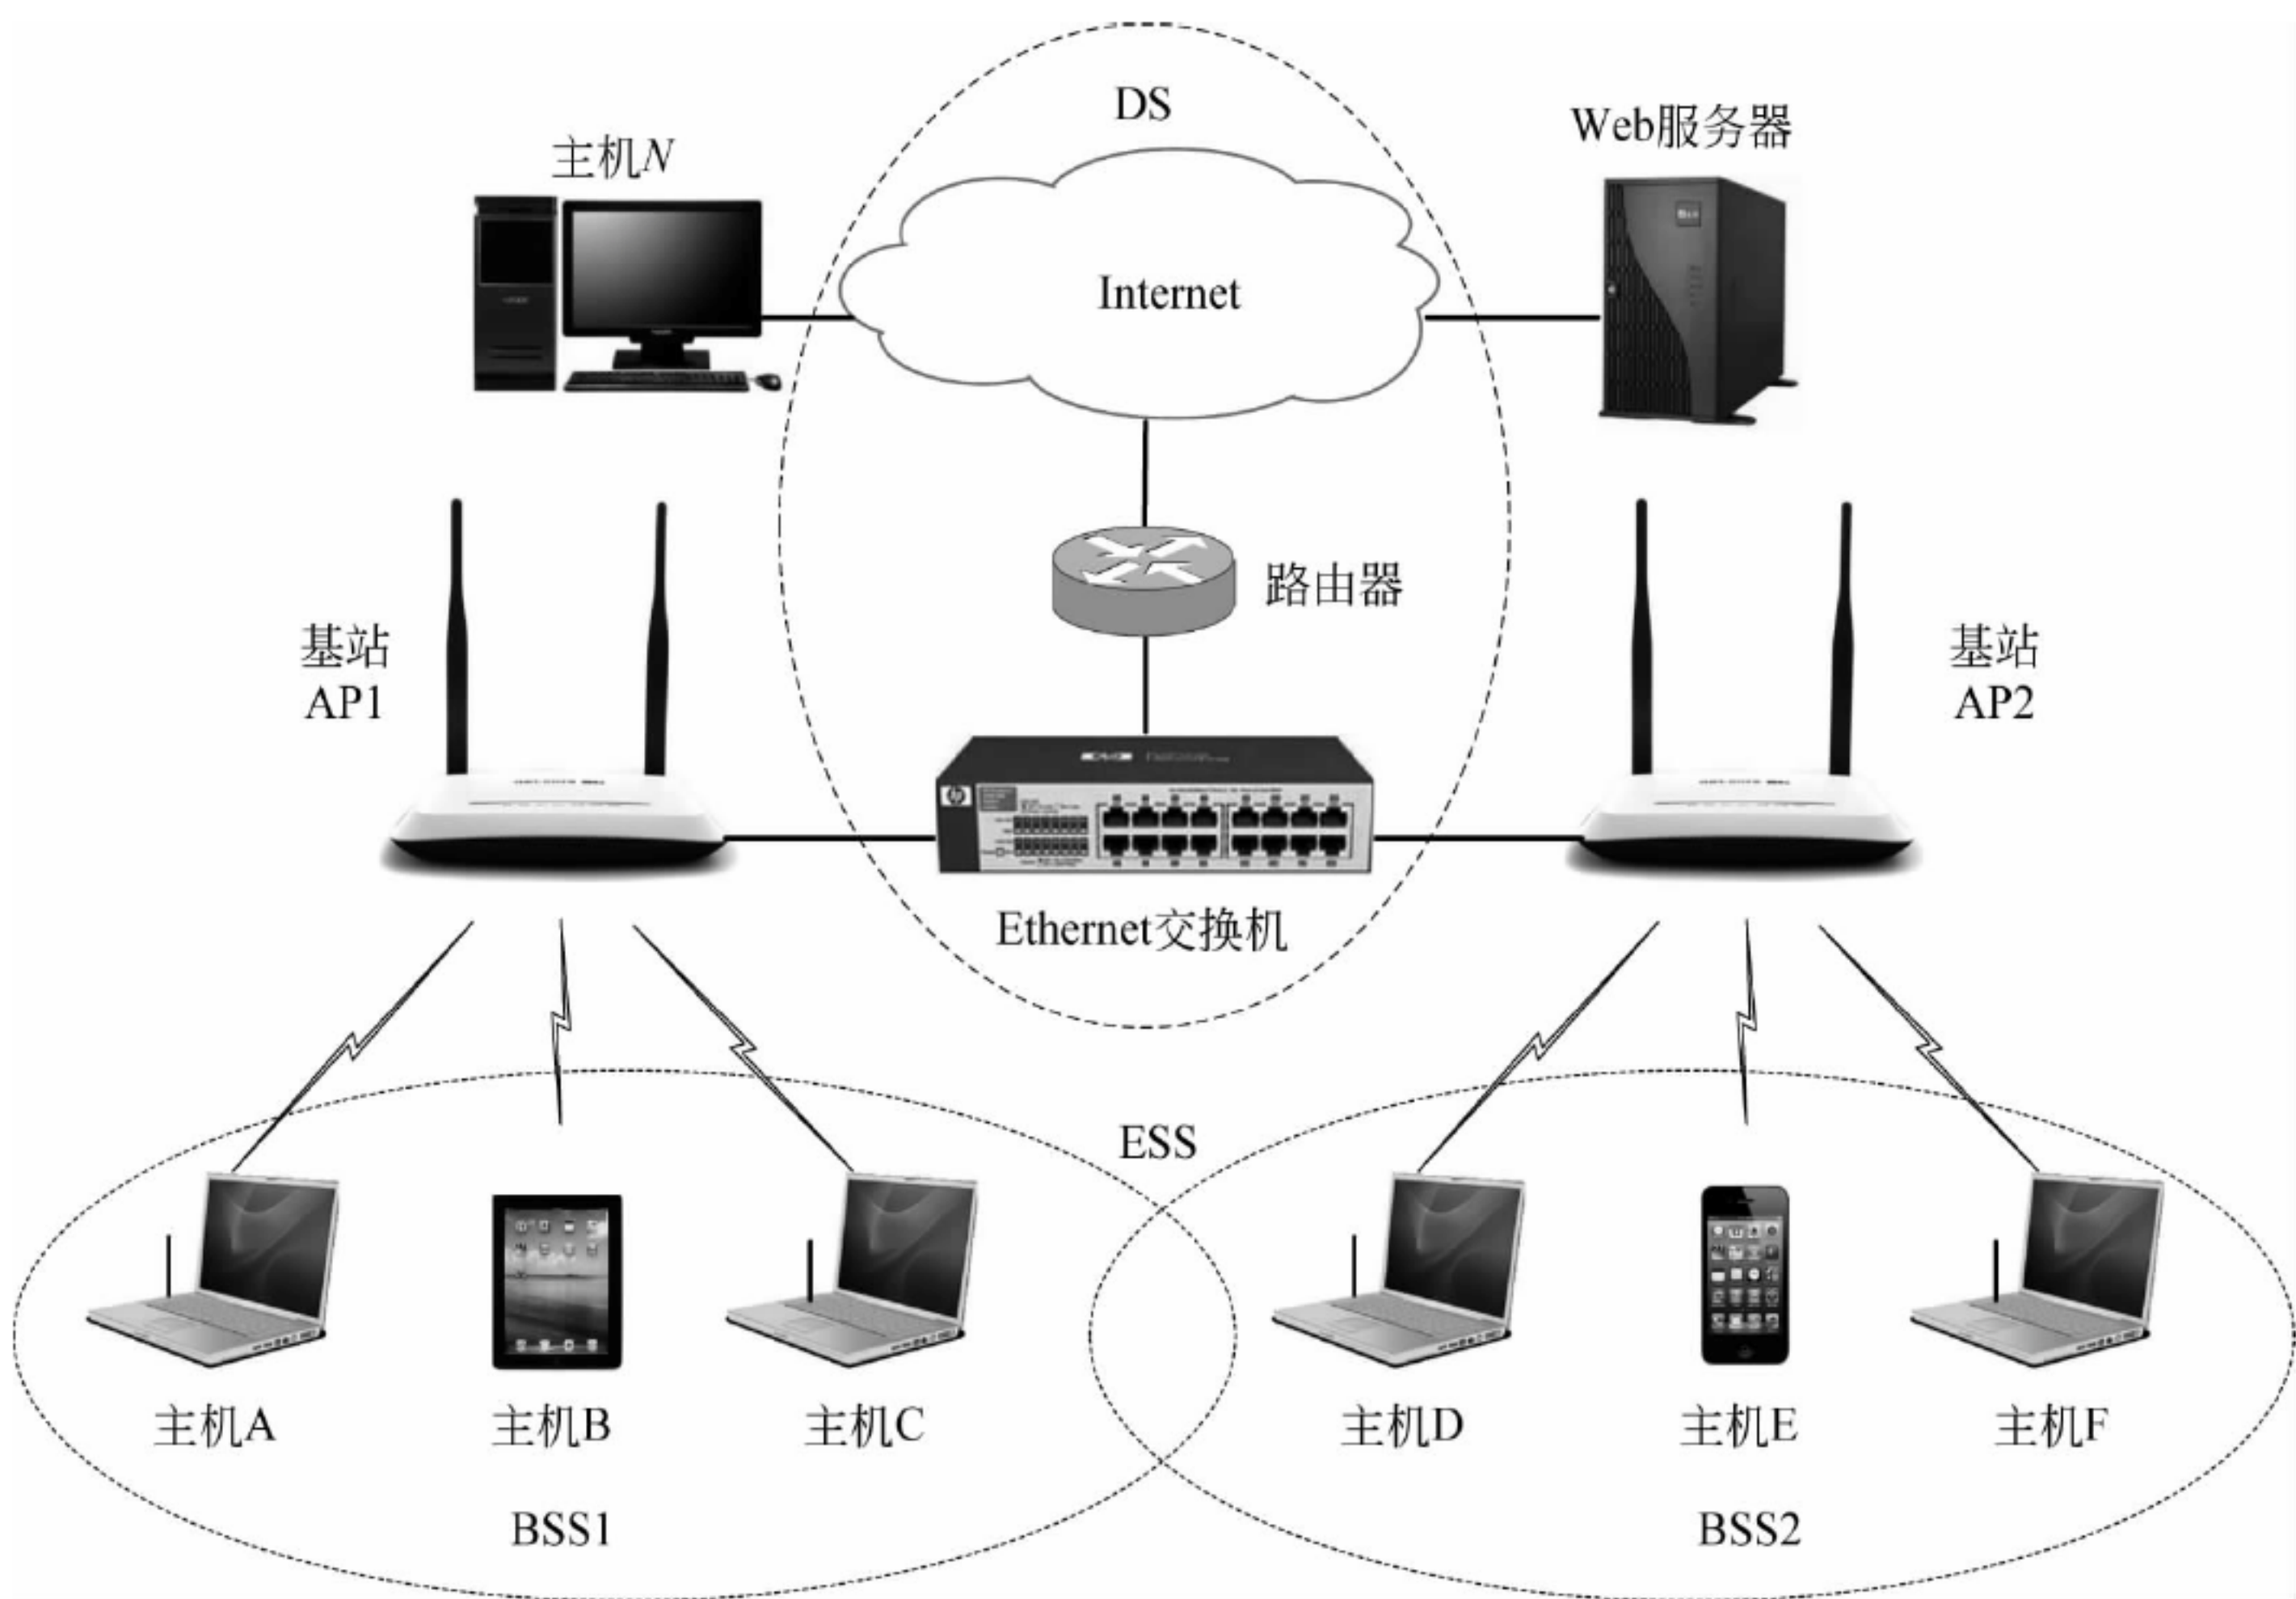 DS
Web服务器
主机N
Internet
路由器
基站
AP1
基站
AP2
hp
Ethernet交换机
ESS
主机A
主机B
主机C
主机D
主机E
主机F
BSS1
BSS2